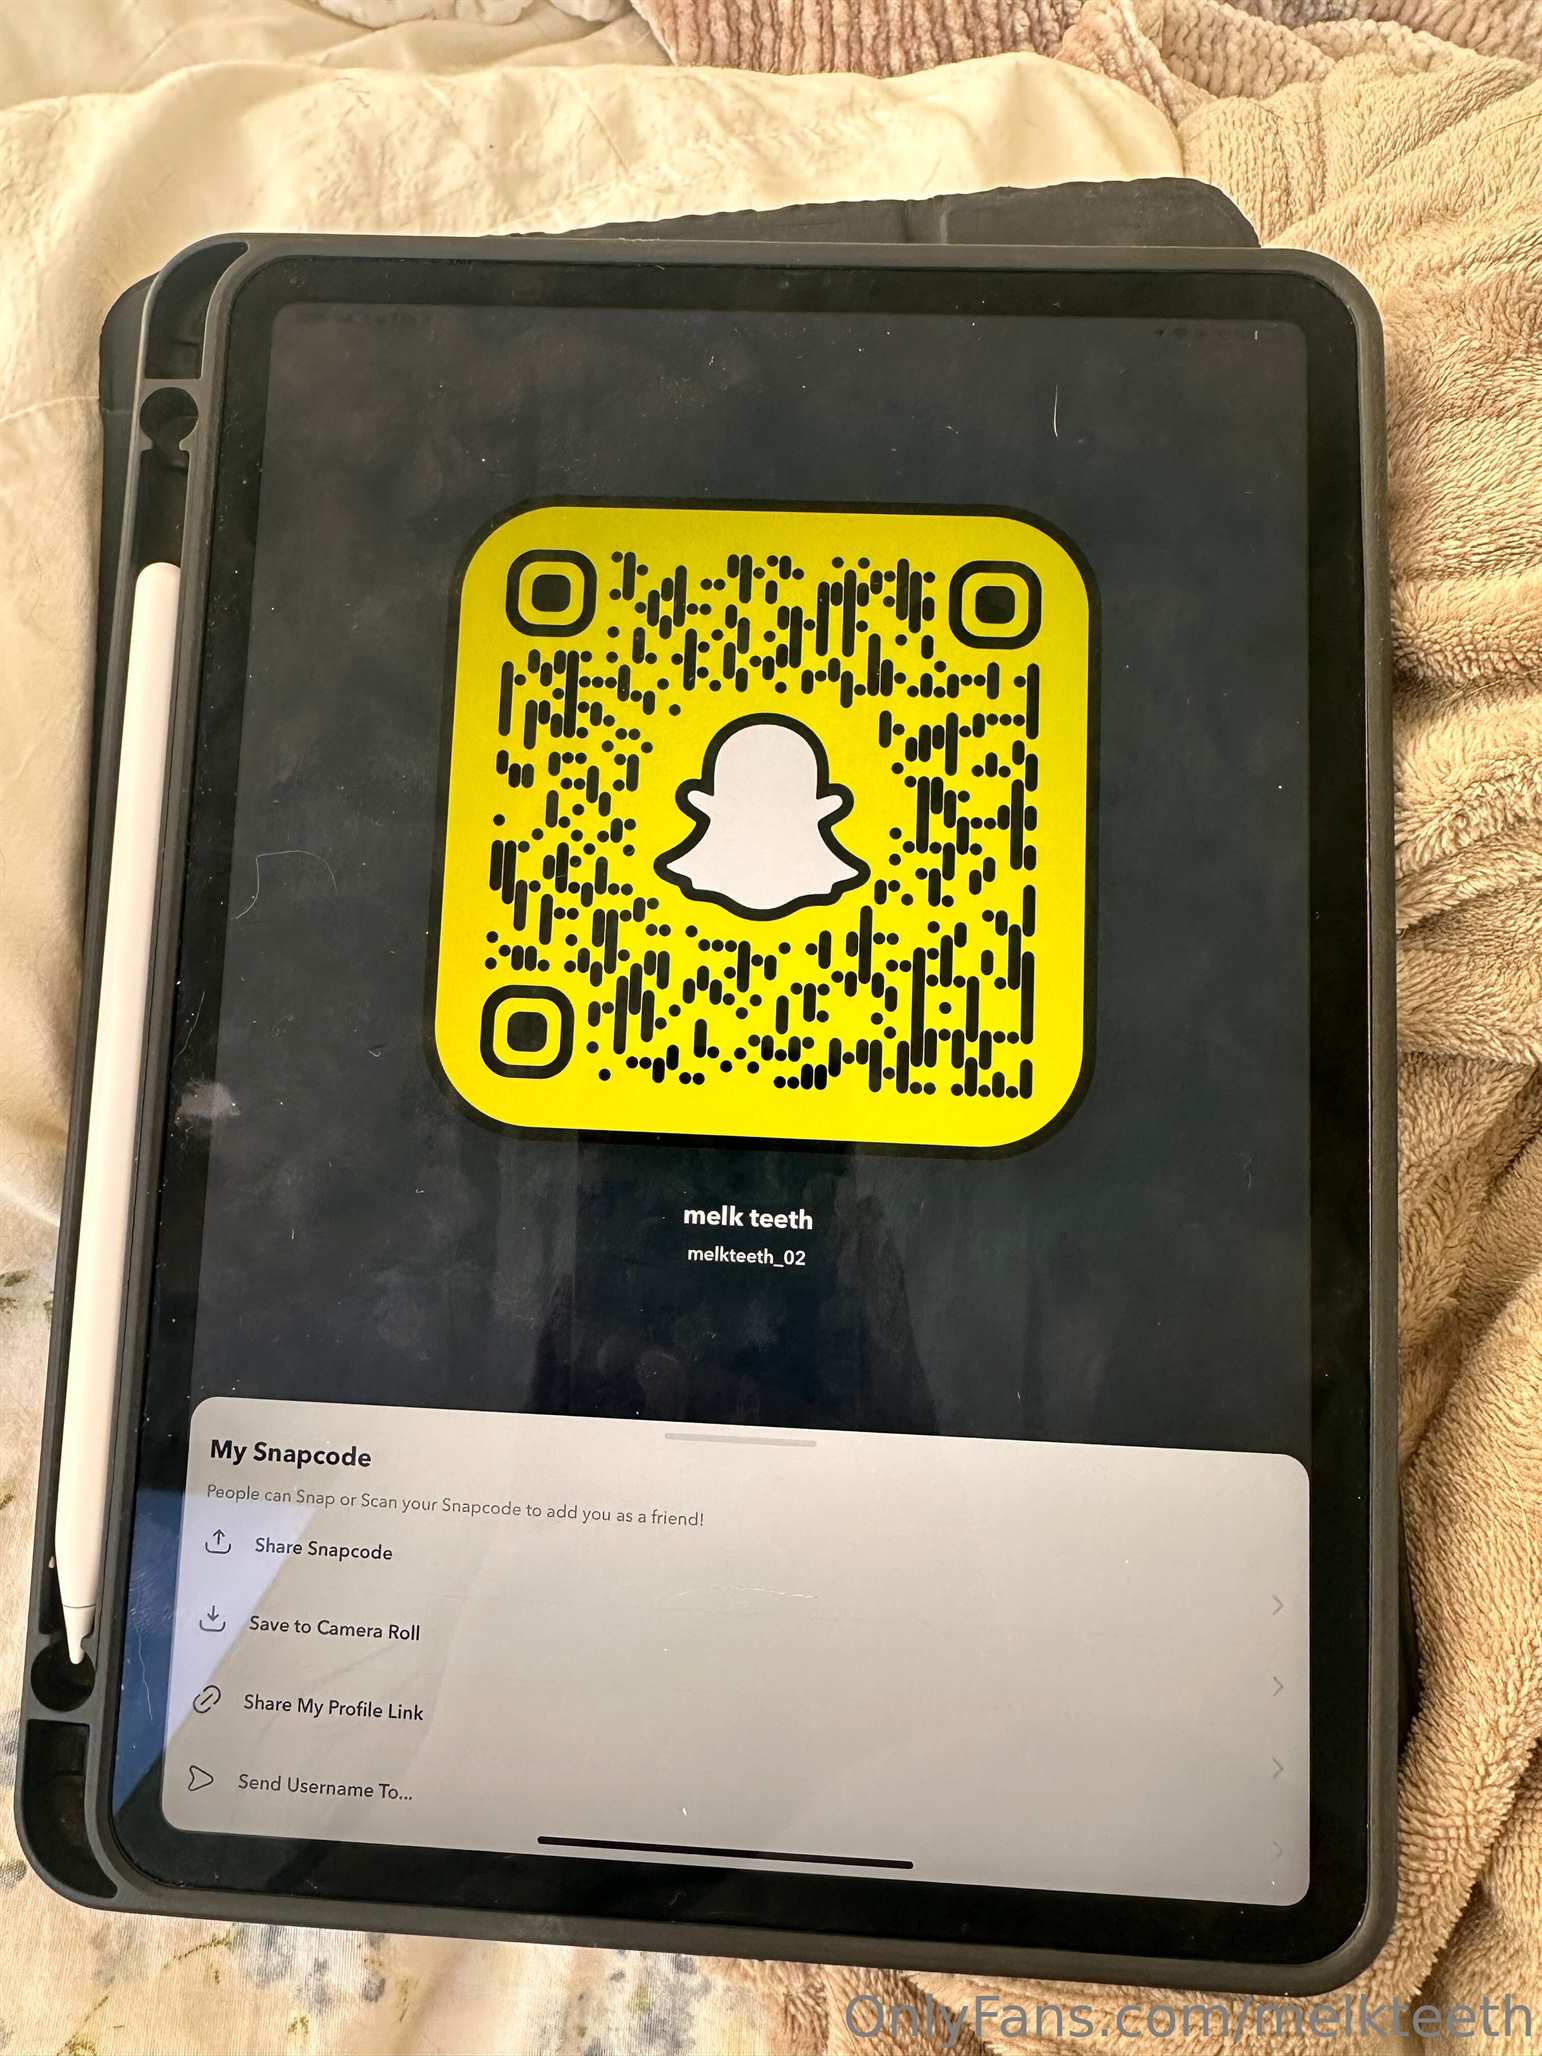 melk teeth
melkteeth_02
My Snapcode
People can Snap or Scan your Snapcode to add you as a friend!
Share Snapcode
Save to Camera Roll
Share My Profile Link
Send Username To...
OnlyFans.com/melkteeth